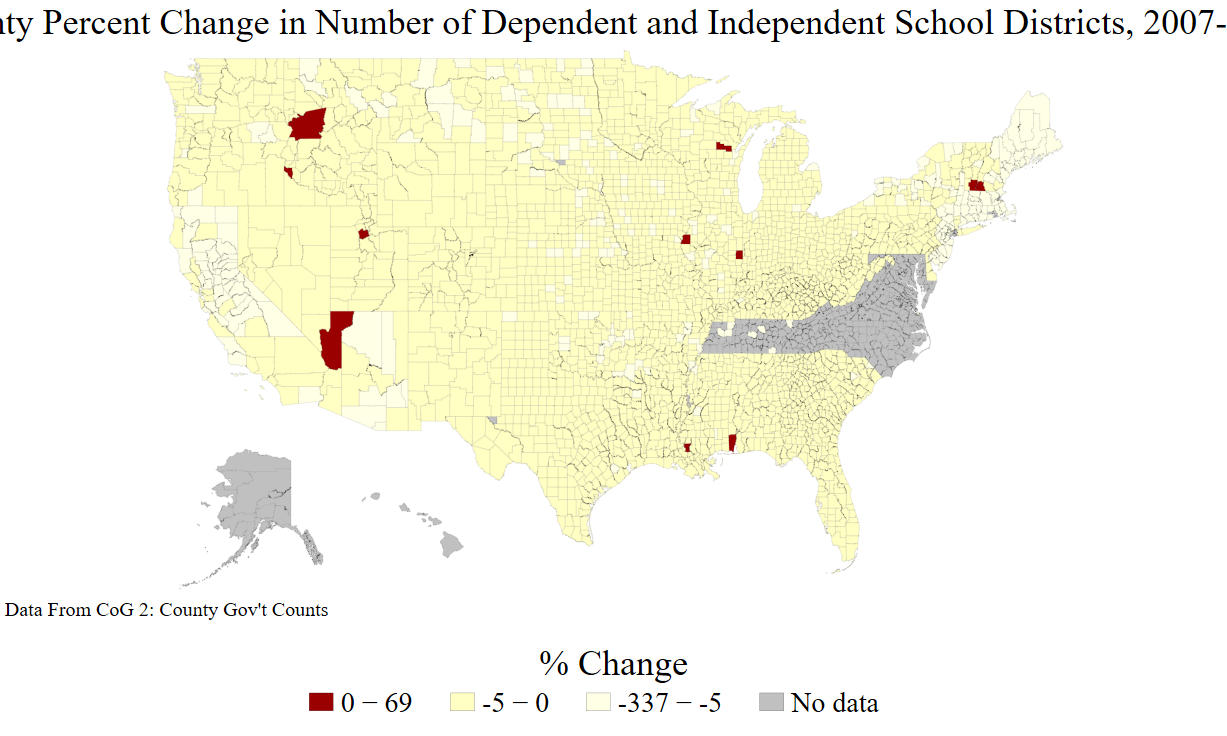 Percent Change in Number of Dependent and Independent School Districts, 2007-
Data From CoG 2: County Gov't Counts
% Change
0 – 69
-5 – 0
-337 – -5
No data